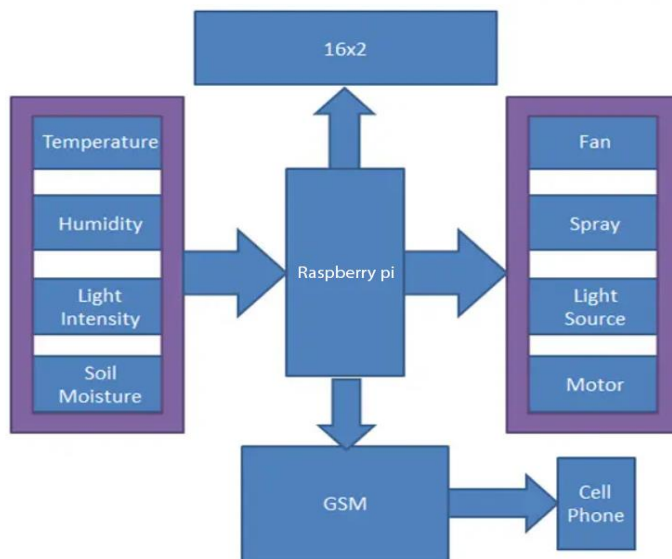 16x2
Temperature
Humidity
Light
Intensity
Soil
Moisture
Raspberry pi
Fan
Spray
Light
Source
Motor
GSM
Cell
Phone